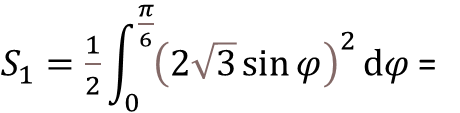 S₁ = 1/2 ∫₀^(π/6) (2√3 sin φ)² dφ =